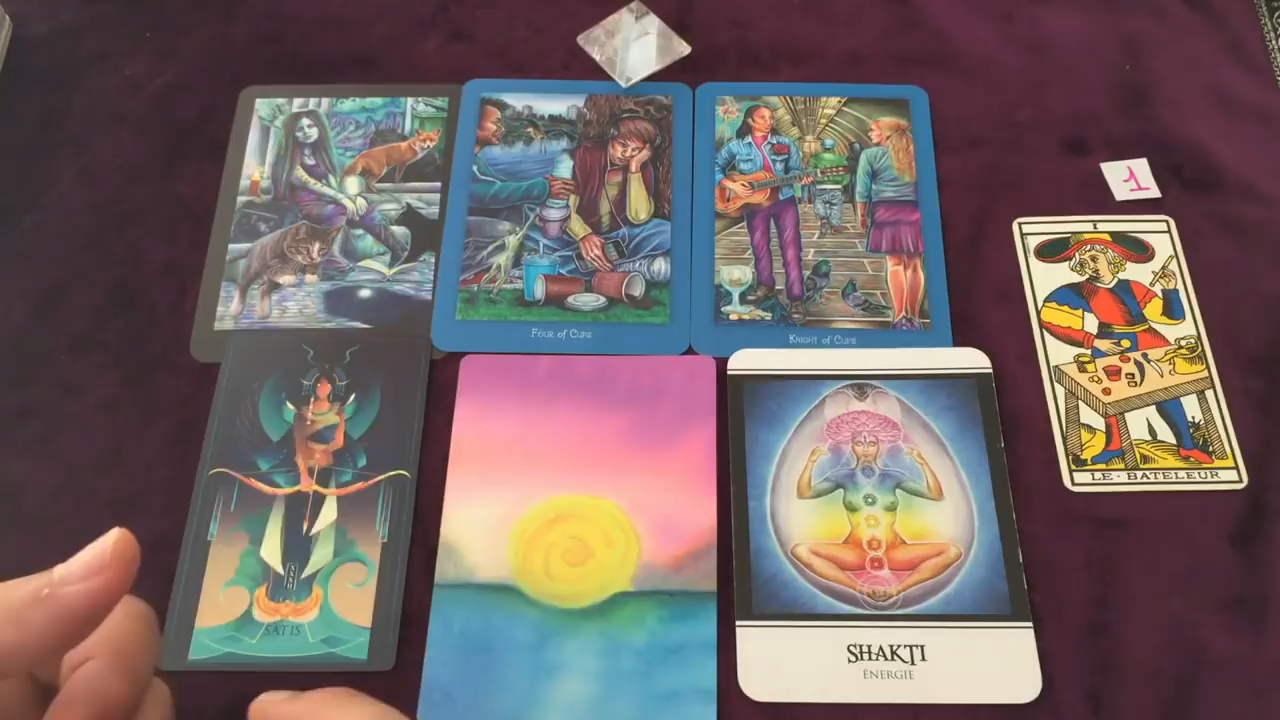 Four of Cups
Knight of Cups
1
I
LE·BATELEUR
SATIS
SHAKTI
ÉNERGIE